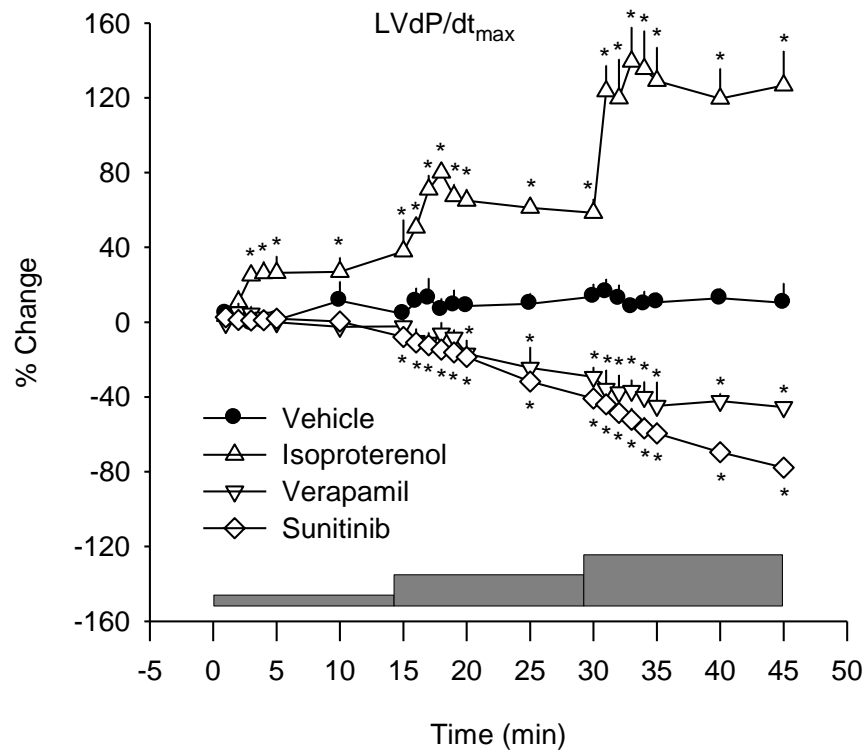 LVdP/dtmax
160
120
80
40
0
-40
-80
-120
-160
% Change
Vehicle
Isoproterenol
Verapamil
Sunitinib
-5 0 5 10 15 20 25 30 35 40 45 50
Time (min)